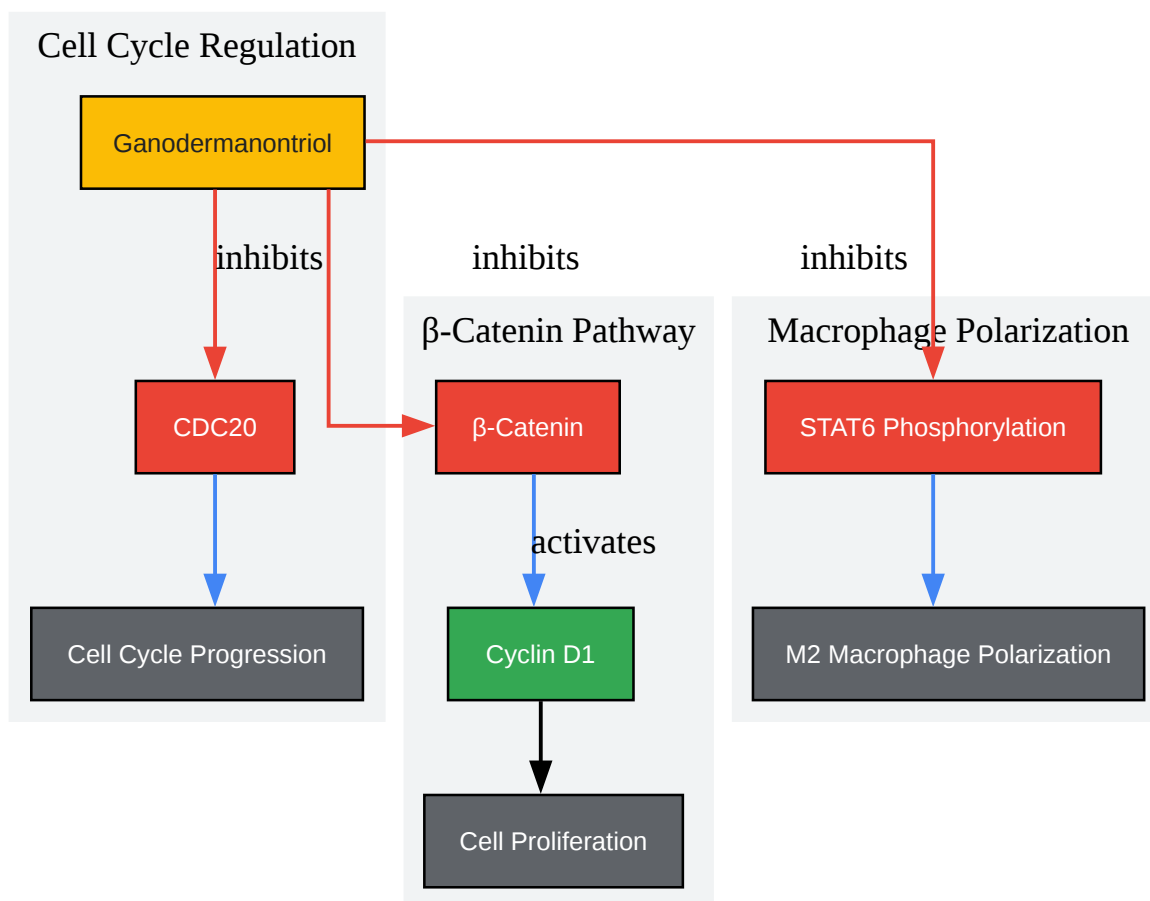 Cell Cycle Regulation
Ganodermanontriol
inhibits
inhibits
inhibits
β-Catenin Pathway
Macrophage Polarization
CDC20
β-Catenin
STAT6 Phosphorylation
activates
Cell Cycle Progression
Cyclin D1
M2 Macrophage Polarization
Cell Proliferation